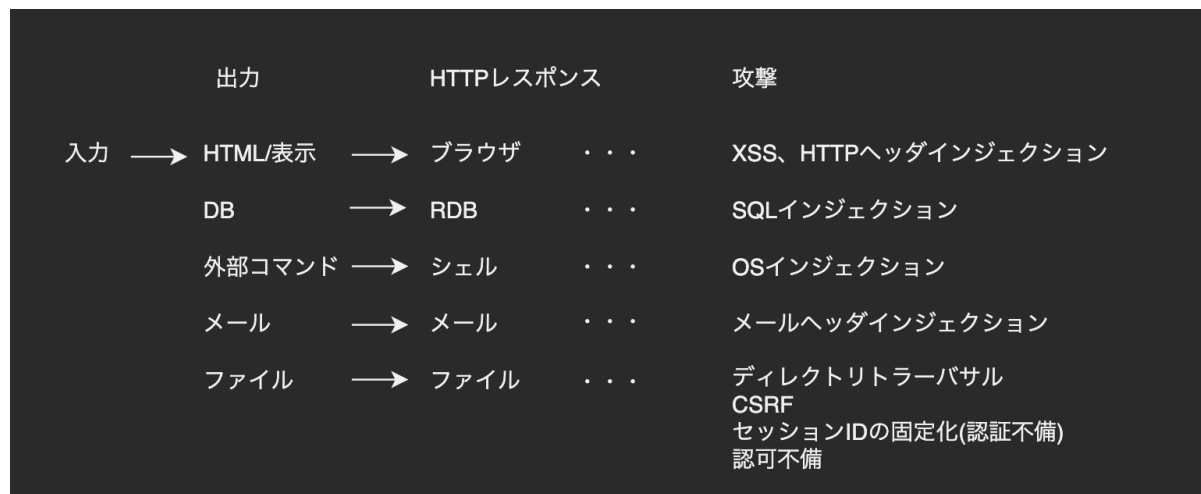 出力 HTTPレスポンス 攻撃
入力 HTML/表示 ブラウザ ・・・ XSS、HTTPヘッダインジェクション
DB RDB ・・・ SQLインジェクション
外部コマンド シェル ・・・ OSインジェクション
メール メール ・・・ メールヘッダインジェクション
ファイル ファイル ・・・ ディレクトリトラーバサル
CSRF
セッションIDの固定化(認証不備)
認可不備